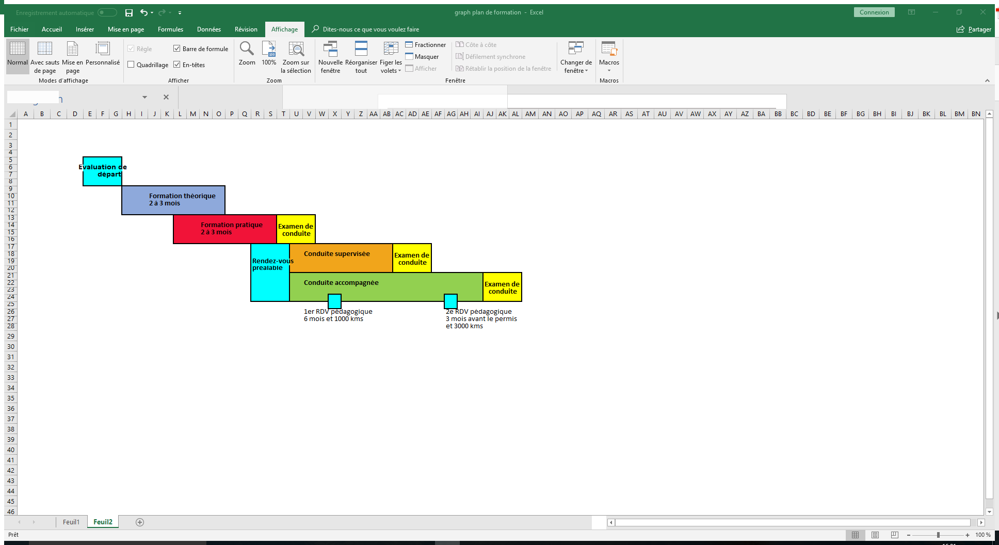 Enregistrement automatique
graph plan de formation - Excel
Connexion
Fichier Accueil Insérer Mise en page Formules Données Révision Affichage Dites-nous ce que vous voulez faire Partager
Normal Avec sauts de page Mise en page Personnalisé
Modes d'affichage
Règle Barre de formule
Quadrillage En-têtes
Afficher
Zoom 100% Zoom sur la sélection
100
Zoom
Nouvelle fenêtre Réorganiser tout Figer les volets
Fractionner
Masquer
Afficher
Côte à côte
Défilement synchrone
Rétablir la position de la fenêtre
Changer de fenêtre
Fenêtre
Macros
Macros
A B C D E F G H I J K L M N O P Q R S T U V W X Y Z AA AB AC AD AE AF AG AH AI AJ AK AL AM AN AO AP AQ AR AS AT AU AV AW AX AY AZ BA BB BC BD BE BF BG BH BI BJ BK BL BM BN
1
2
3
4
5
6
7
8
9
10
11
12
13
14
15
16
17
18
19
20
21
22
23
24
25
26
27
28
29
30
31
32
33
34
35
36
37
38
39
40
41
42
43
44
45
46
Evaluation de
départ
Formation théorique
2 à 3 mois
Formation pratique
2 à 3 mois
Examen de
conduite
Rendez-vous
préalable
Conduite supervisée
Examen de
conduite
Conduite accompagnée
Examen de
conduite
1er RDV pédagogique
6 mois et 1000 kms
2e RDV pédagogique
3 mois avant le permis
et 3000 kms
Feuil1 Feuil2
Prêt
100 %